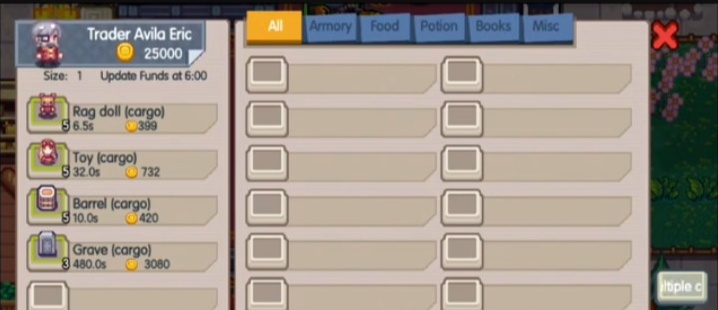 Trader Avila Eric
25000
Size: 1 Update Funds at 6:00
All Armory Food Potion Books Misc
Rag doll (cargo)
5 6.5s 399
Toy (cargo)
5 32.0s 732
Barrel (cargo)
5 10.0s 420
Grave (cargo)
3 480.0s 3080